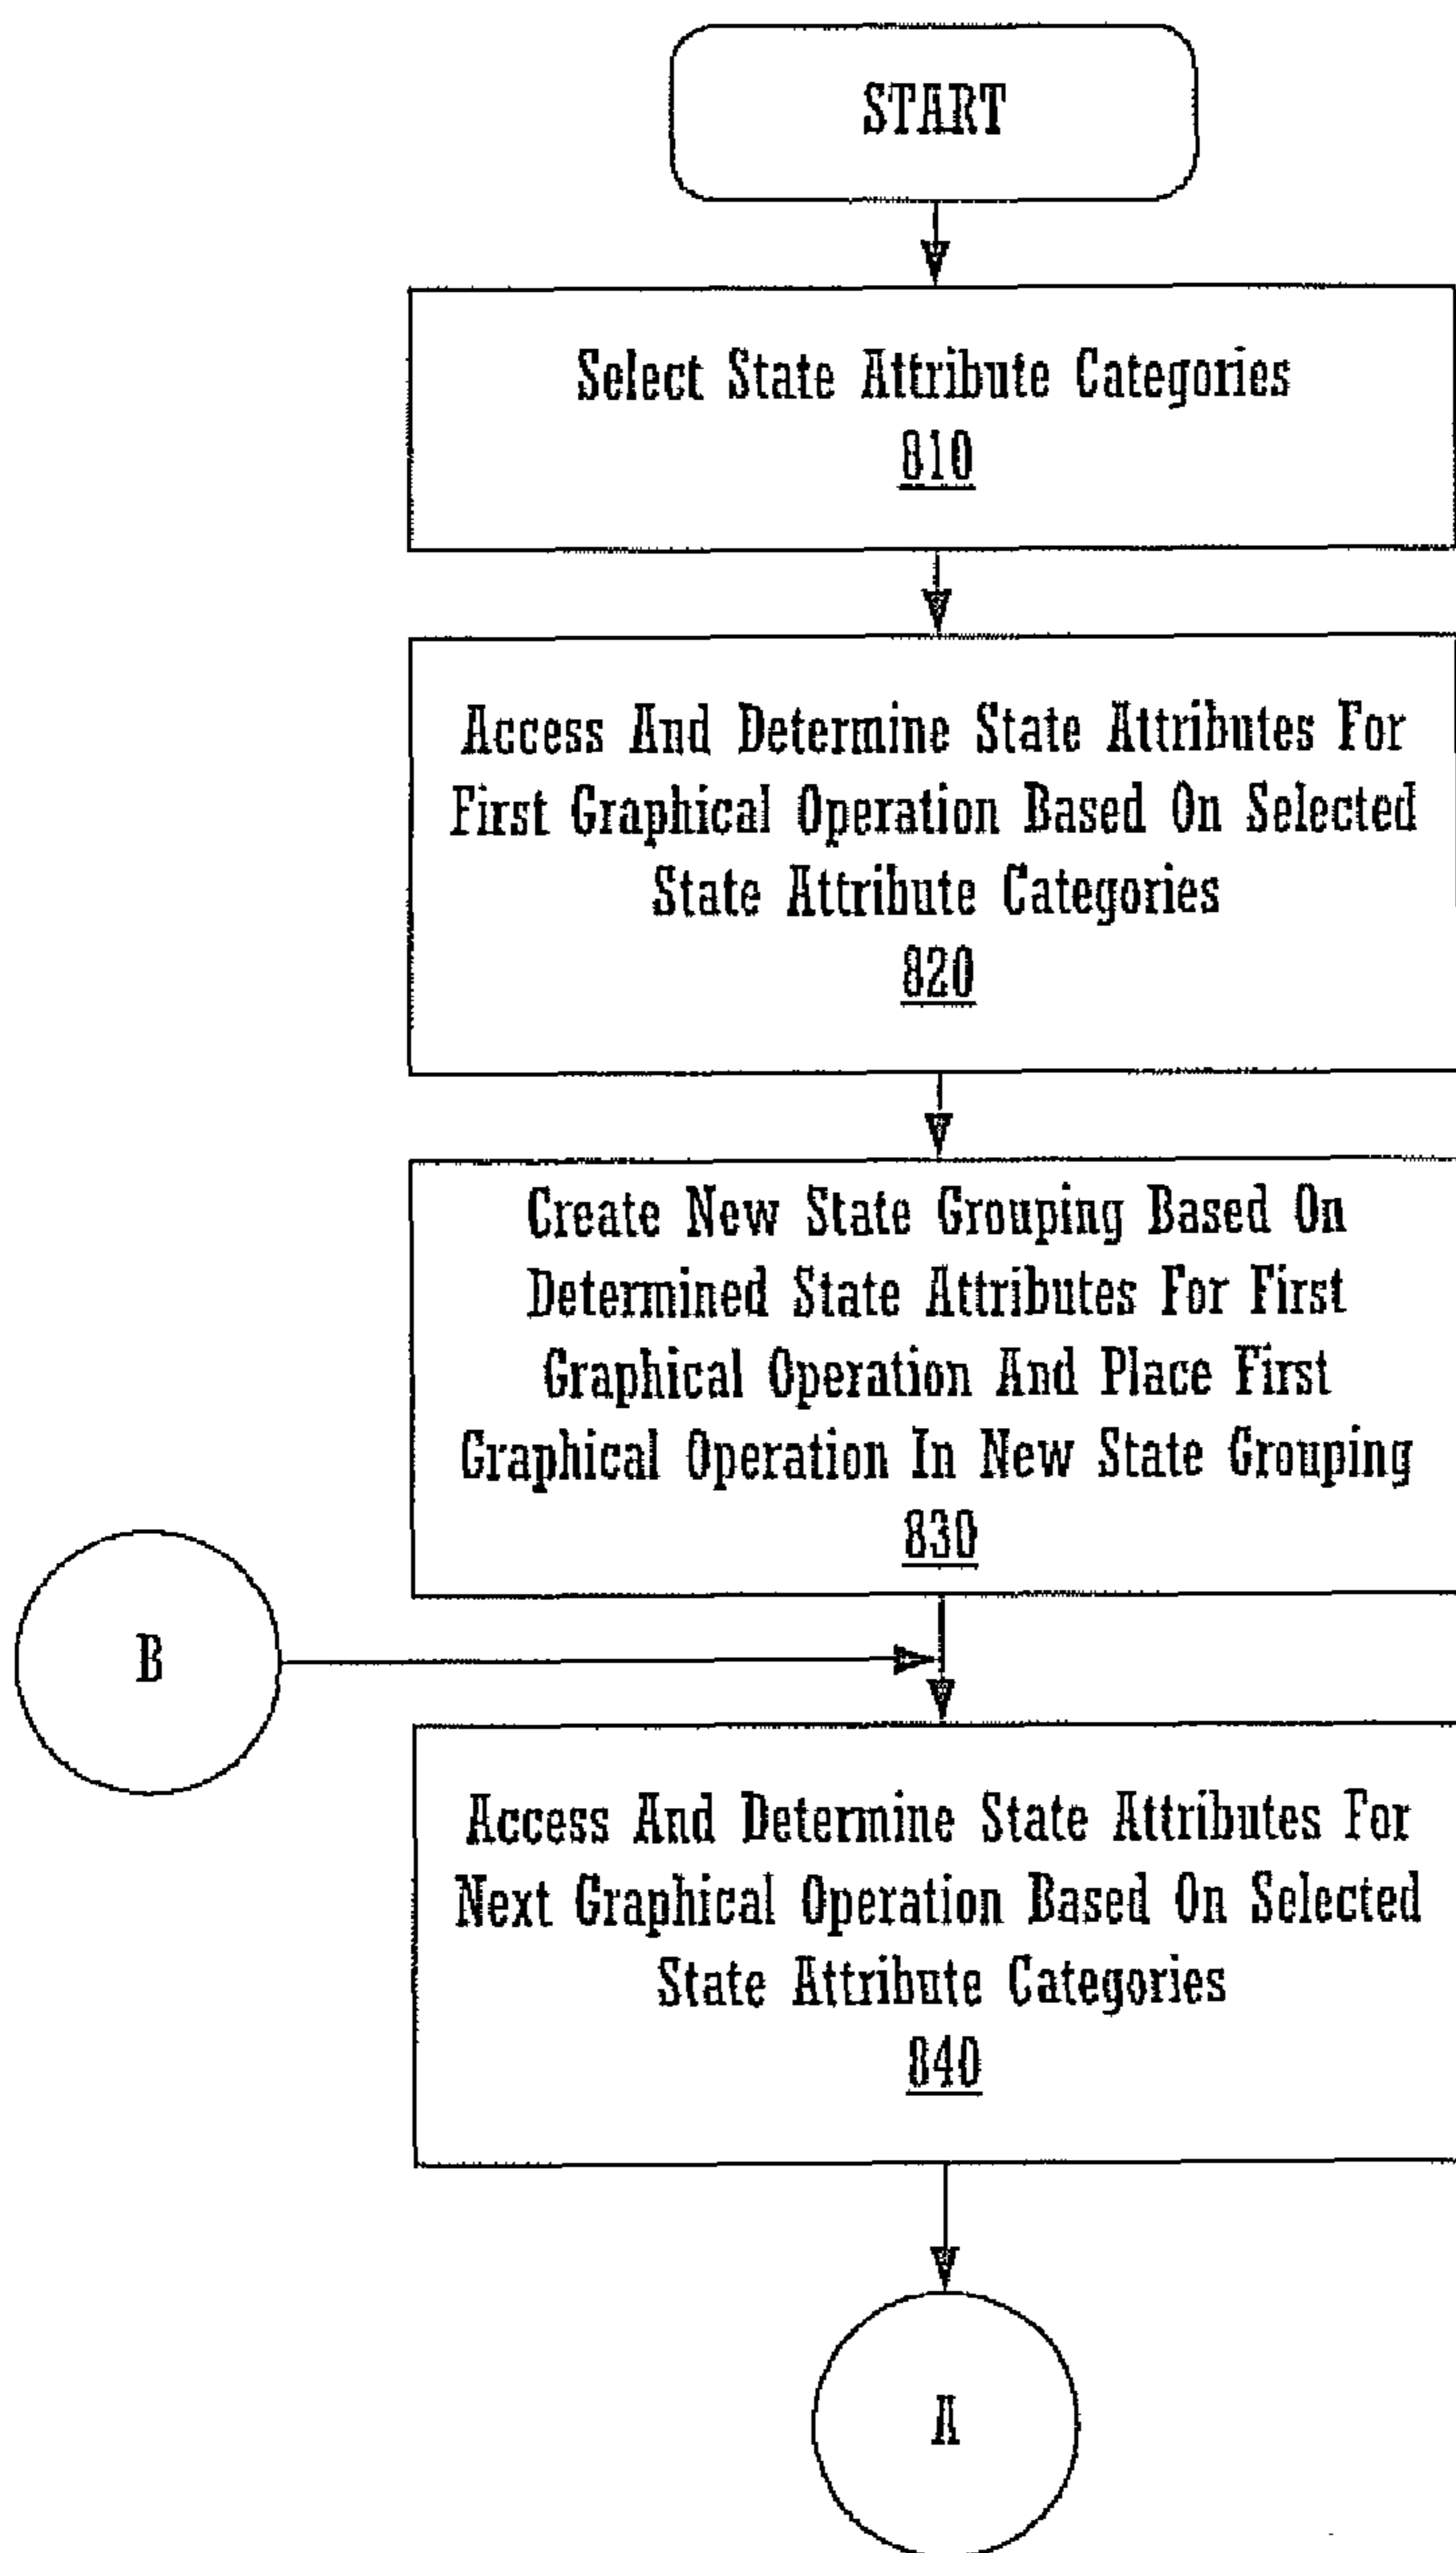 START
Select State Attribute Categories
810
Access And Determine State Attributes For
First Graphical Operation Based On Selected
State Attribute Categories
820
Create New State Grouping Based On
Determined State Attributes For First
Graphical Operation And Place First
Graphical Operation In New State Grouping
830
B
Access And Determine State Attributes For
Next Graphical Operation Based On Selected
State Attribute Categories
840
A